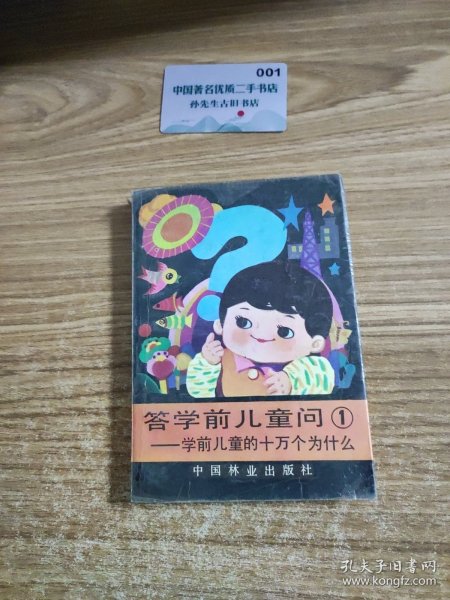 001
中国著名优质二手书店
孙先生古旧书店
答学前儿童问①
——学前儿童的十万个为什么
中国林业出版社
孔夫子旧书网
www.kongfz.com